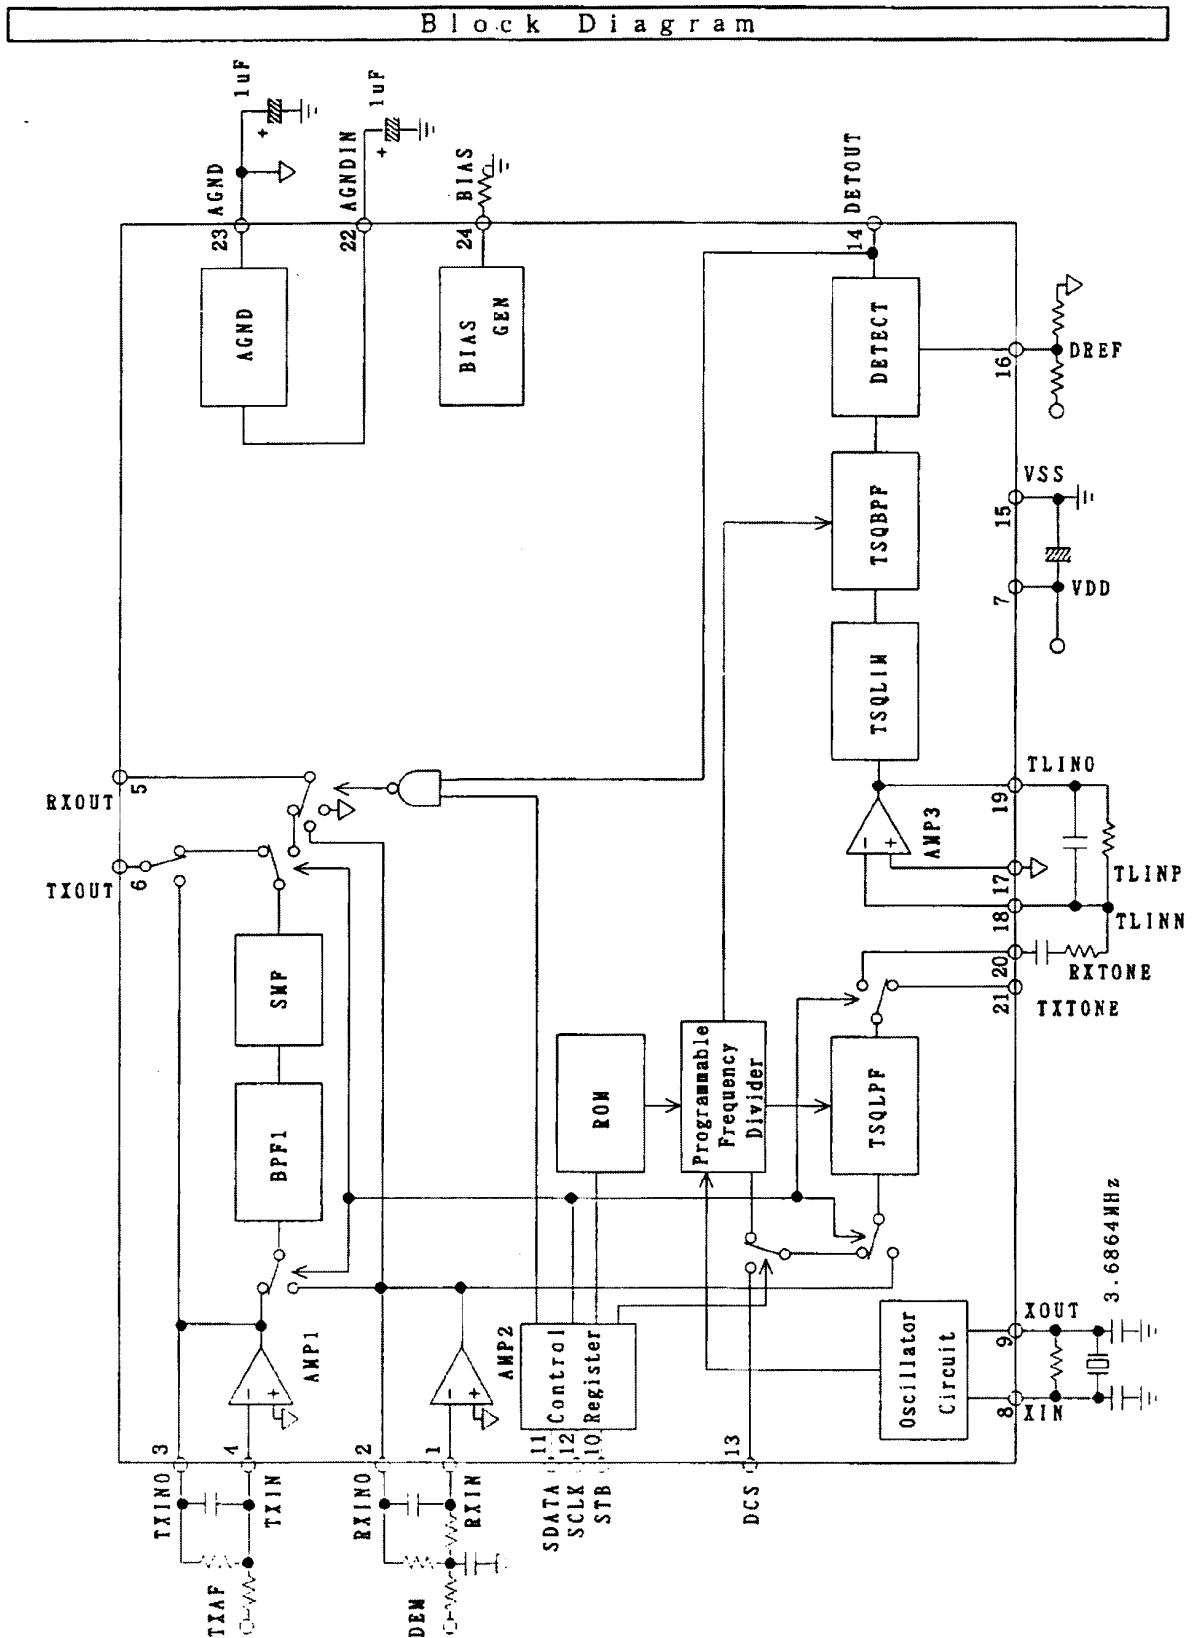 Block Diagram
1uF
1uF
AGND
AGNDIN
BIAS
DETOUT
23
22
24
14
AGND
BIAS
GEN
DETECT
16
DREF
VSS
15
7
VDD
TSQBPF
TSQLIM
RXOUT
5
TXOUT
6
AMP3
TLINO
19
17
TLINP
18
TLINN
20
RXTONE
21
TXTONE
SMF
BPF1
ROM
Programmable
Frequency
Divider
TSQLPF
AMP1
AMP2
Control
Register
Oscillator
Circuit
9
XOUT
8
XIN
3.6864MHz
3
4
2
1
11
12
10
13
TXINO
TXIN
RXINO
RXIN
SDATA
SCLK
STB
DCS
TXAF
DEM